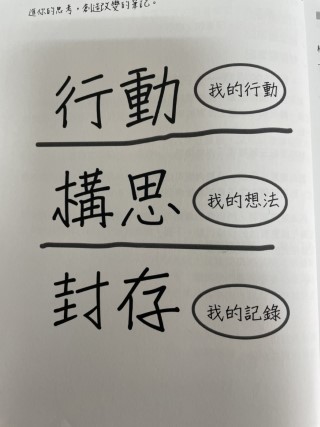 進你的思考，創造改變的筆記。
行動 我的行動
構思 我的想法
封存 我的記錄